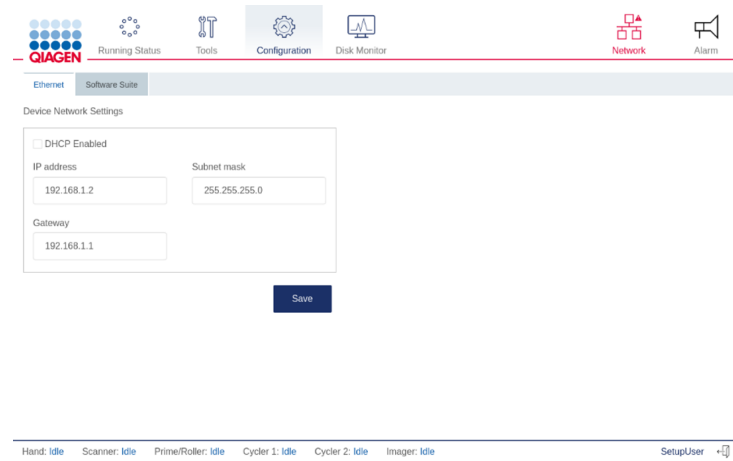 QIAGEN
Running Status Tools Configuration Disk Monitor Network Alarm
Ethernet Software Suite
Device Network Settings
DHCP Enabled
IP address Subnet mask
192.168.1.2 255.255.255.0
Gateway
192.168.1.1
Save
Hand: Idle Scanner: Idle Prime/Roller: Idle Cycler 1: Idle Cycler 2: Idle Imager: Idle SetupUser